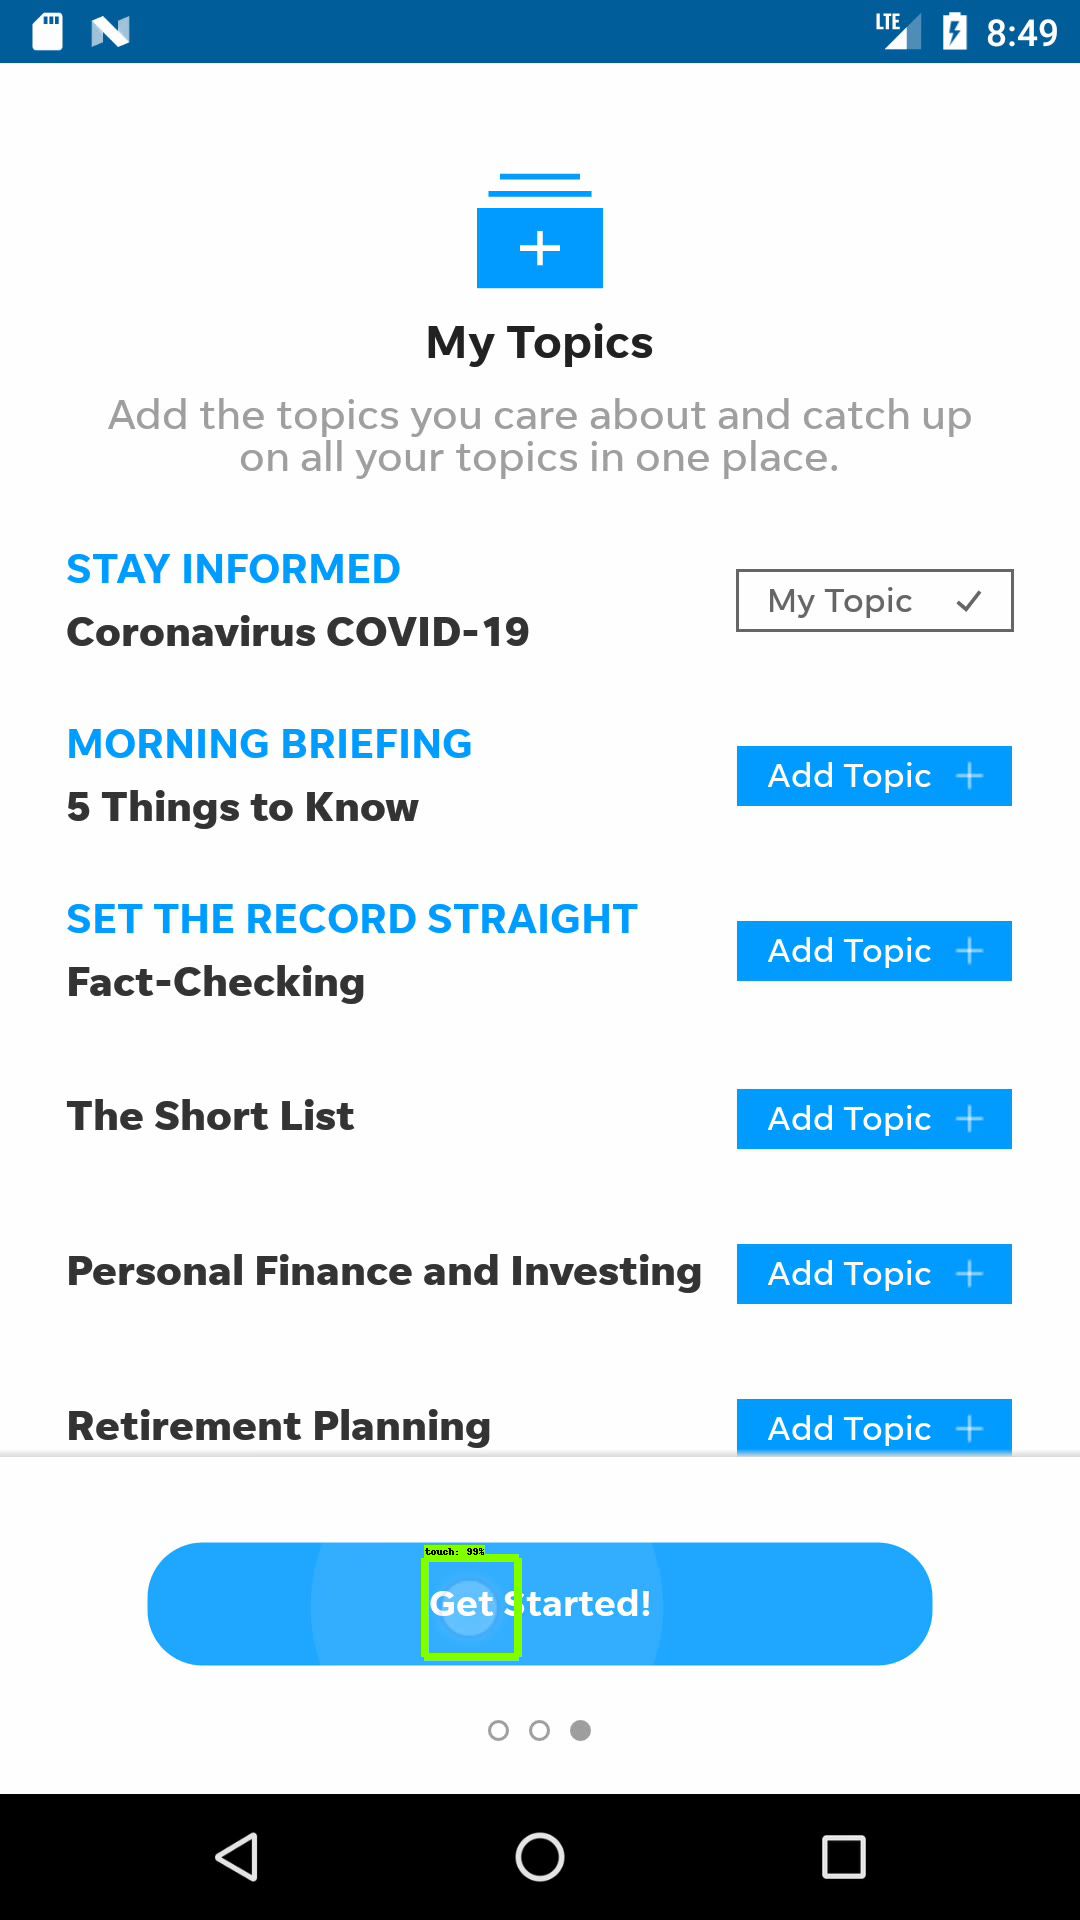 LTE 8:49
My Topics
Add the topics you care about and catch up
on all your topics in one place.
STAY INFORMED
Coronavirus COVID-19
My Topic
MORNING BRIEFING
5 Things to Know
Add Topic
SET THE RECORD STRAIGHT
Fact-Checking
Add Topic
The Short List
Add Topic
Personal Finance and Investing
Add Topic
Retirement Planning
Add Topic
touch: 99%
Get Started!